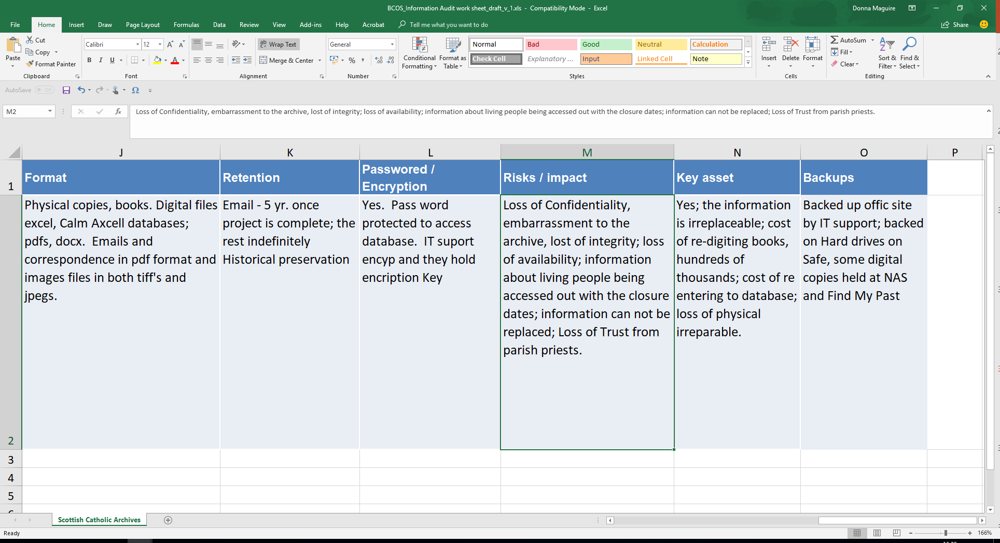 BCOS_Information Audit work sheet_draft_v_1.xls - Compatibility Mode - Excel
Donna Maguire
File Home Insert Draw Page Layout Formulas Data Review View Add-ins Help Acrobat Tell me what you want to do
Share
Paste
Cut
Copy
Format Painter
Clipboard
Calibri 12
B I U
Font
Wrap Text
Merge & Center
Alignment
General
Number
Conditional Formatting
Format as Table
Normal Bad Good Neutral Calculation
Check Cell Explanatory ... Input Linked Cell Note
Styles
Insert Delete Format
Cells
AutoSum
Fill
Clear
Sort & Filter
Find & Select
Editing
AutoSave Off
M2
fx
Loss of Confidentiality, embarrassment to the archive, lost of integrity; loss of availability; information about living people being accessed out with the closure dates; information can not be replaced; Loss of Trust from parish priests.
J K L M N O P
1
Format
Retention
Passwored /
Encryption
Risks / impact
Key asset
Backups
2
Physical copies, books. Digital files
excel, Calm Axcell databases;
pdfs, docx. Emails and
correspondence in pdf format and
images files in both tiff's and
jpegs.
Email - 5 yr. once
project is complete; the
rest indefinitely
Historical preservation
Yes. Pass word
protected to access
database. IT suport
encyp and they hold
encription Key
Loss of Confidentiality,
embarrassment to the
archive, lost of integrity; loss
of availability; information
about living people being
accessed out with the closure
dates; information can not be
replaced; Loss of Trust from
parish priests.
Yes; the information
is irreplaceable; cost
of re-digiting books,
hundreds of
thousands; cost of re
entering to database;
loss of physical
irreparable.
Backed up offic site
by IT support; backed
on Hard drives on
Safe, some digital
copies held at NAS
and Find My Past
3
4
5
Scottish Catholic Archives
Ready
166%